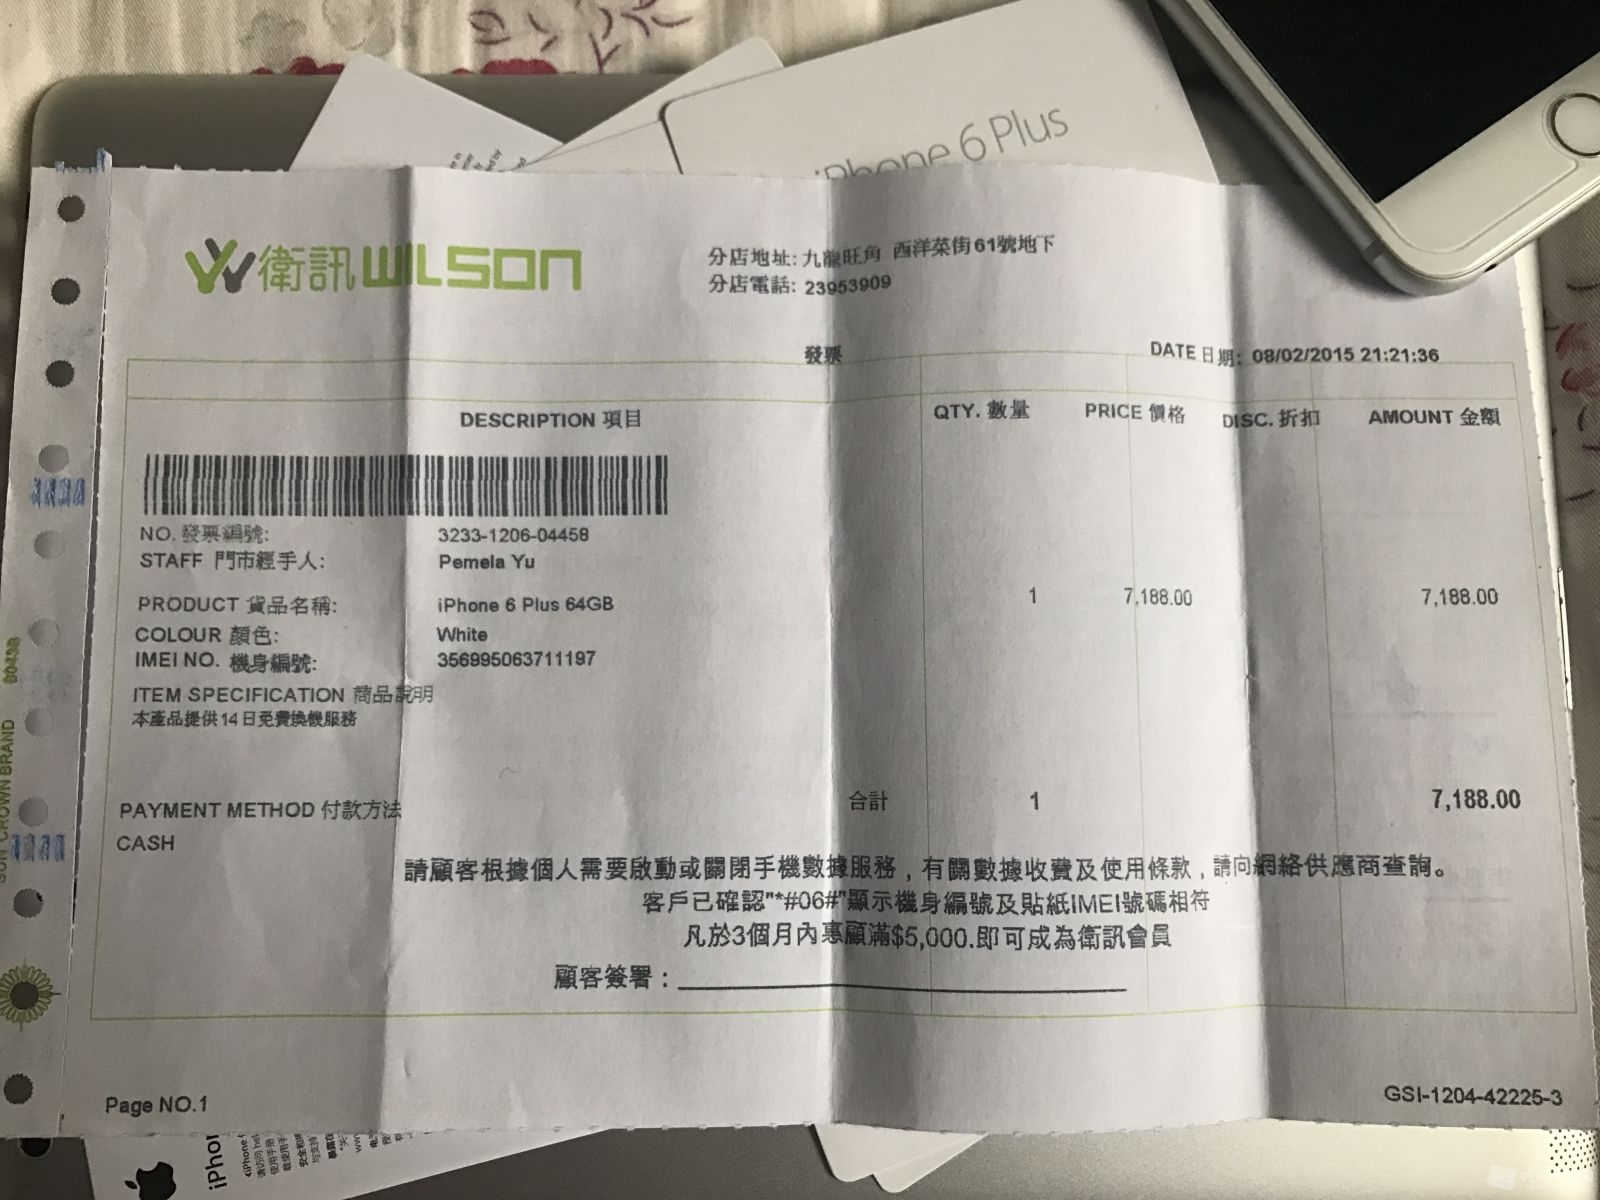 iPhone 6 Plus
衛訊WILSON
分店地址: 九龍旺角 西洋菜街61號地下
分店電話: 23953909
發票
DATE 日期: 08/02/2015 21:21:36
DESCRIPTION 項目 QTY. 數量 PRICE 價格 DISC. 折扣 AMOUNT 金額
NO. 發票編號: 3233-1206-04458
STAFF 門市經手人: Pemela Yu
PRODUCT 貨品名稱: iPhone 6 Plus 64GB 1 7,188.00 7,188.00
COLOUR 顏色: White
IMEI NO. 機身編號: 356995063711197
ITEM SPECIFICATION 商品說明
本產品提供14日免費換機服務
PAYMENT METHOD 付款方法 合計 1 7,188.00
CASH
請顧客根據個人需要啟動或關閉手機數據服務，有關數據收費及使用條款，請向網絡供應商查詢。
客戶已確認"*#06#"顯示機身編號及貼紙IMEI號碼相符
凡於3個月內惠顧滿$5,000.即可成為衛訊會員
顧客簽署：
Page NO.1
GSI-1204-42225-3
CROWN BRAND